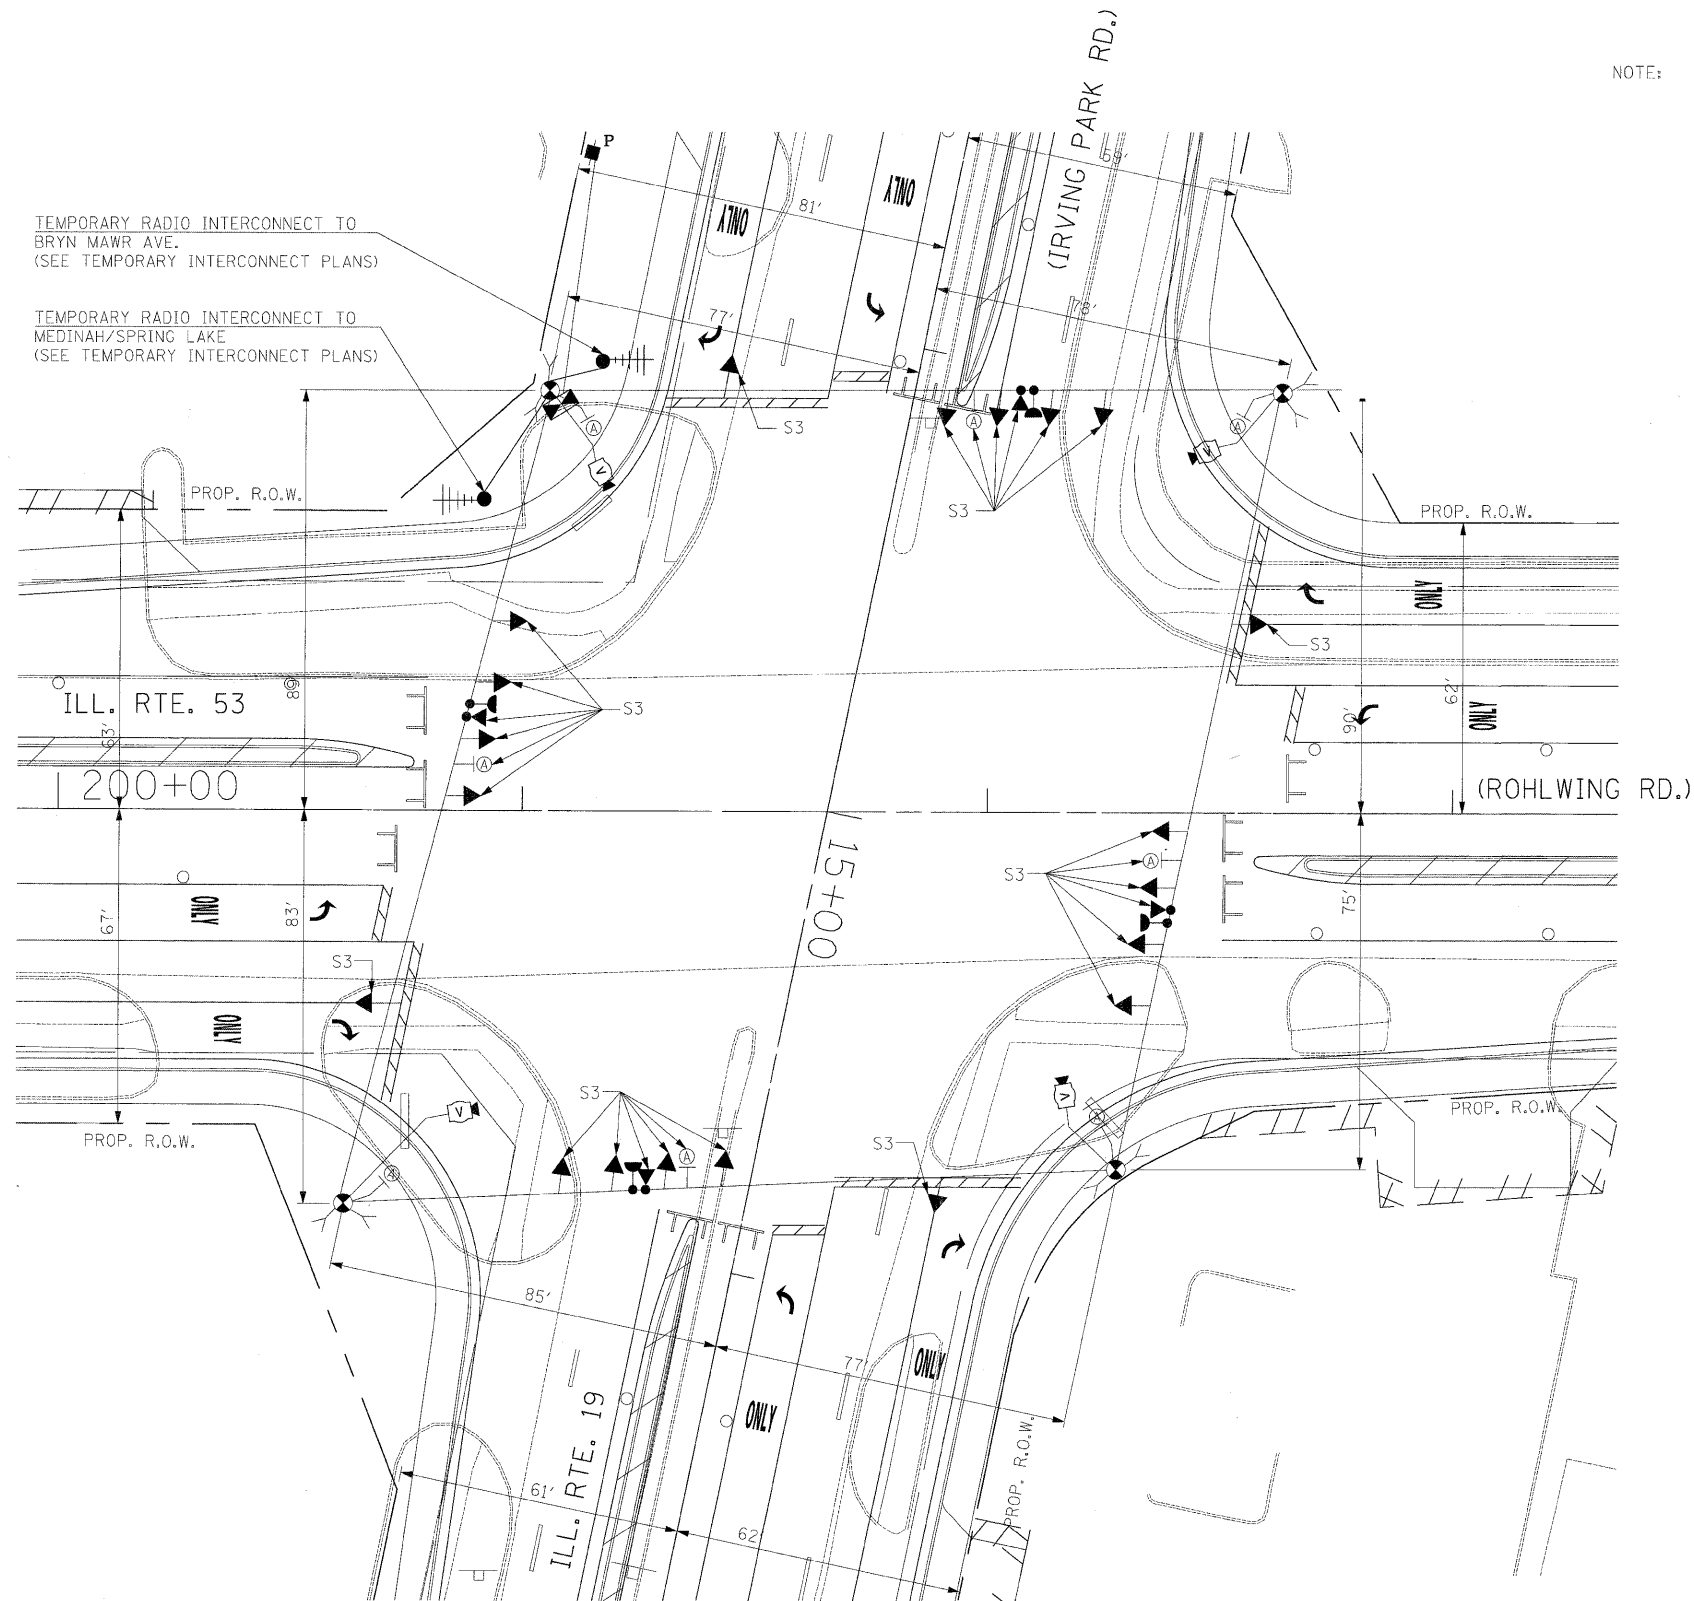 NOTE:
(IRVING PARK RD.)
P
59'
81'
ONLY
ONLY
TEMPORARY RADIO INTERCONNECT TO
BRYN MAWR AVE.
(SEE TEMPORARY INTERCONNECT PLANS)
TEMPORARY RADIO INTERCONNECT TO
MEDINAH/SPRING LAKE
(SEE TEMPORARY INTERCONNECT PLANS)
77'
78'
S3
A
A
A
V
V
PROP. R.O.W.
S3
PROP. R.O.W.
ONLY
S3
ILL. RTE. 53
89'
63'
S3
62'
90'
ONLY
A
200+00
(ROHLWING RD.)
15+00
S3
A
67'
ONLY
83'
75'
S3
ONLY
S3
V
V
A
PROP. R.O.W.
PROP. R.O.W.
S3
A
A
85'
77'
ONLY
ONLY
ILL. RTE. 19
61'
62'
PROP. R.O.W.